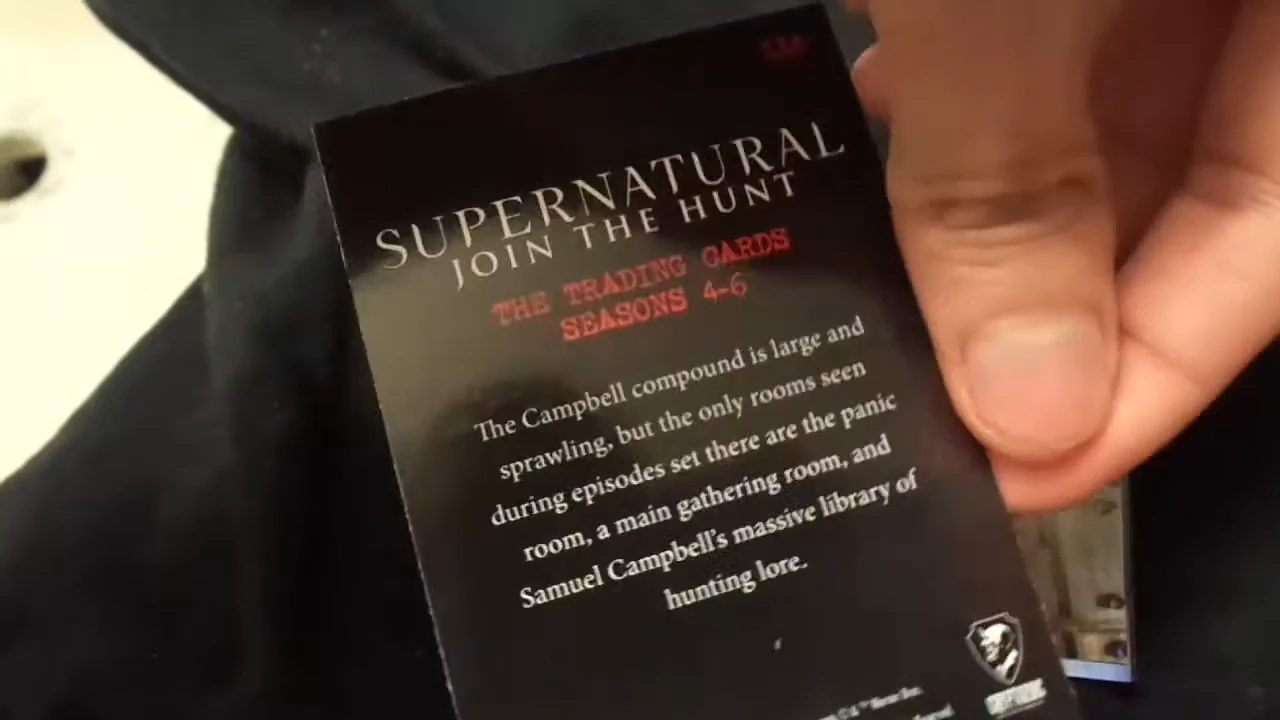 SUPERNATURAL
JOIN THE HUNT
THE TRADING CARDS
SEASONS 4-6
The Campbell compound is large and
sprawling, but the only rooms seen
during episodes set there are the panic
room, a main gathering room, and
Samuel Campbell's massive library of
hunting lore.